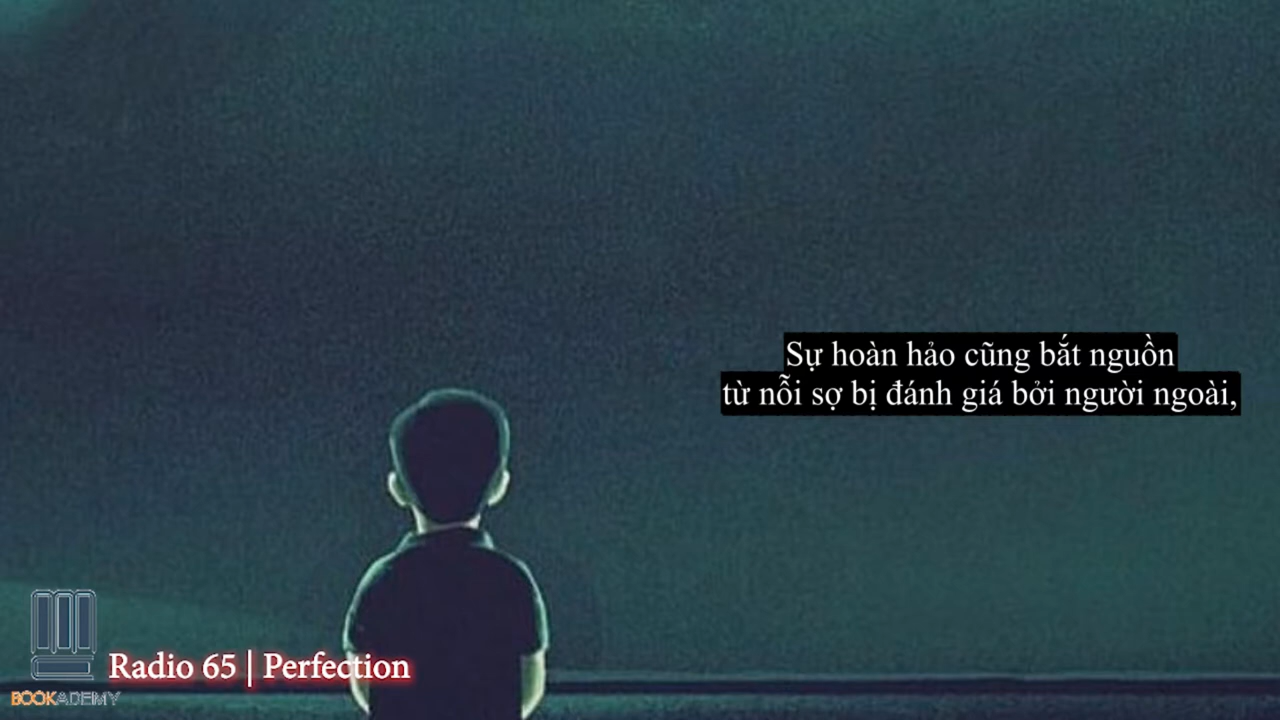 Sự hoàn hảo cũng bắt nguồn
từ nỗi sợ bị đánh giá bởi người ngoài,
Radio 65 | Perfection
BOOKADEMY